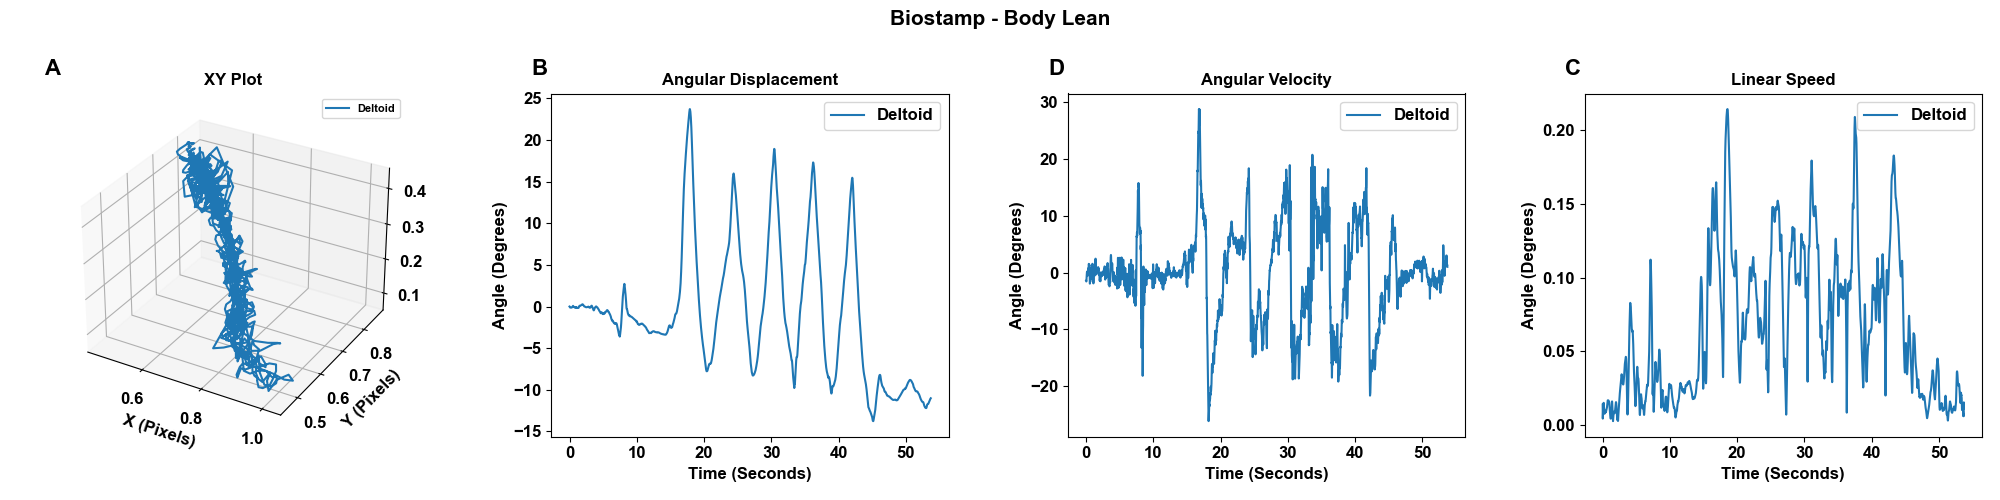 Biostamp - Body Lean
A
XY Plot
Deltoid
0.4
0.3
0.2
0.1
0.6
0.8
1.0
X (Pixels)
0.5
0.6
0.7
0.8
Y (Pixels)
B
Angular Displacement
Deltoid
25
20
15
10
5
0
−5
−10
−15
Angle (Degrees)
0 10 20 30 40 50
Time (Seconds)
D
Angular Velocity
Deltoid
30
20
10
0
−10
−20
Angle (Degrees)
0 10 20 30 40 50
Time (Seconds)
C
Linear Speed
Deltoid
0.20
0.15
0.10
0.05
0.00
Angle (Degrees)
0 10 20 30 40 50
Time (Seconds)